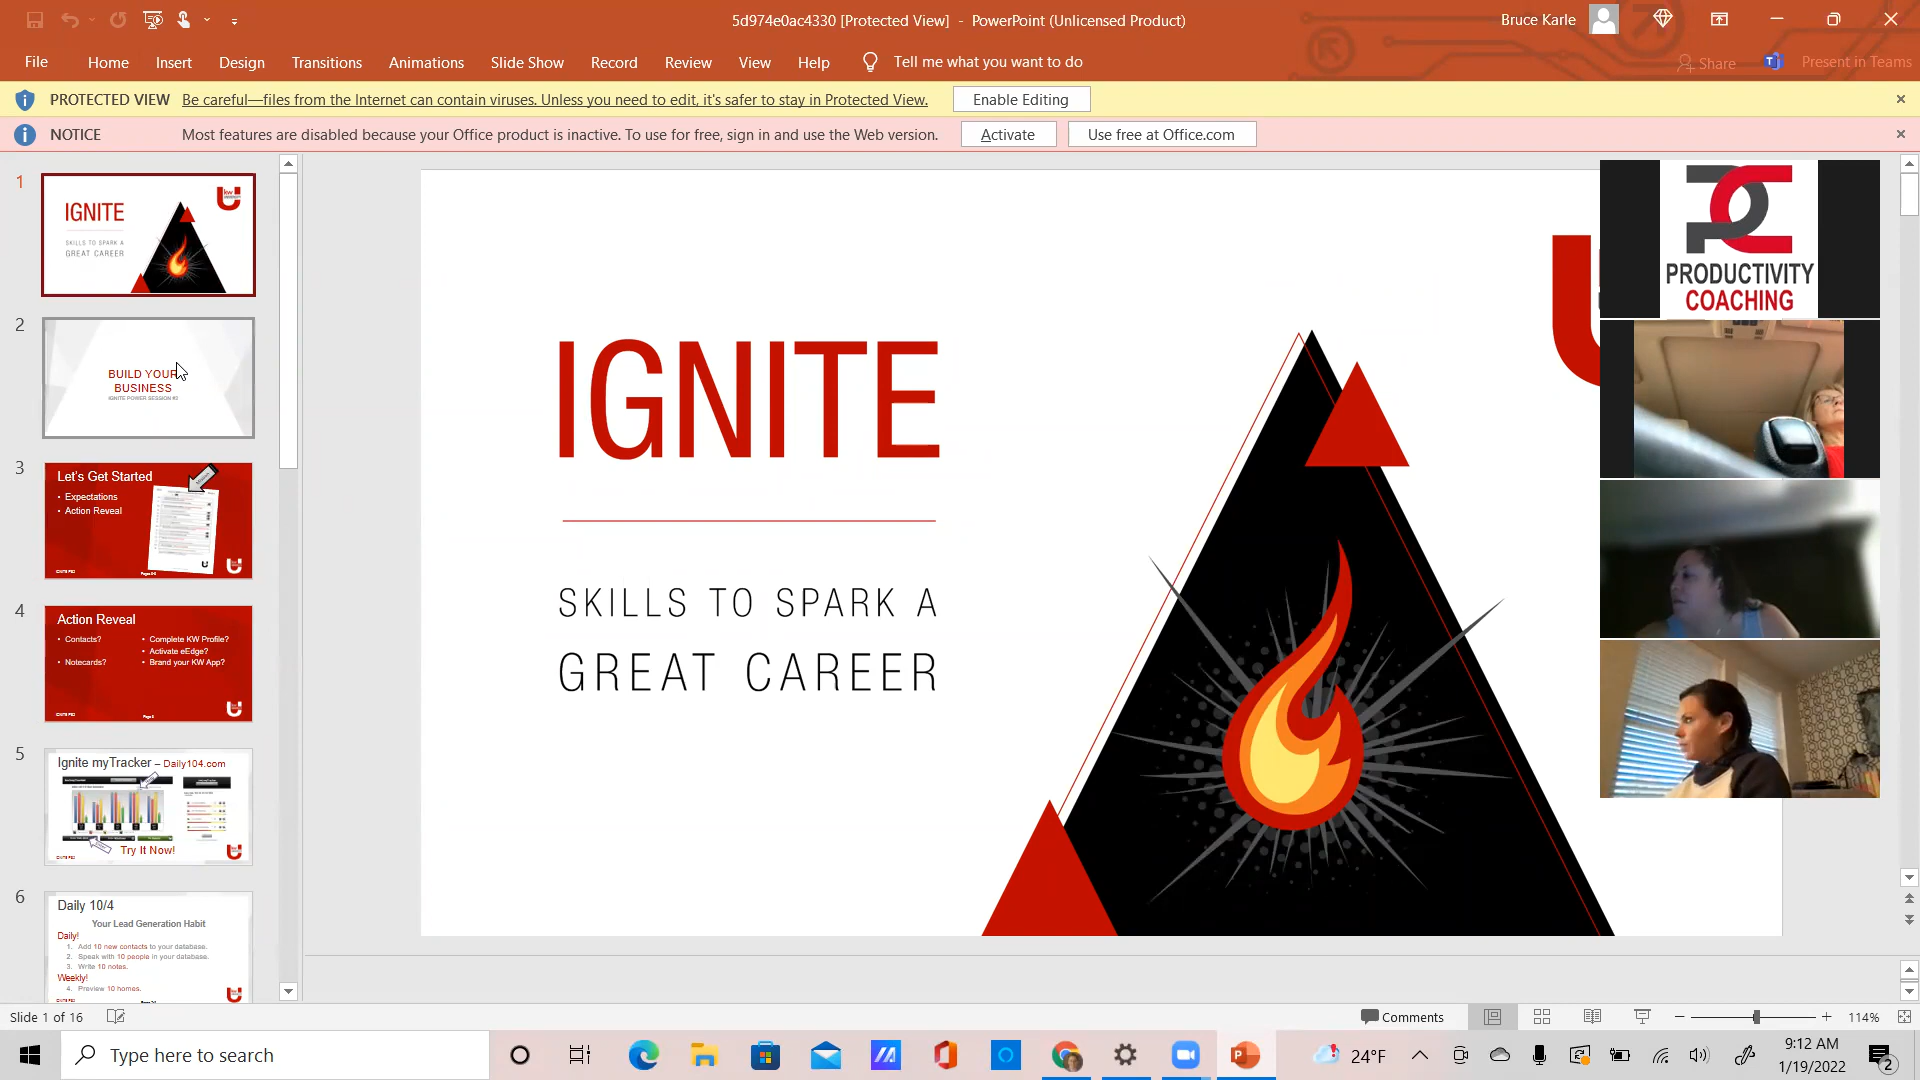 5d974e0ac4330 [Protected View] - PowerPoint (Unlicensed Product)
Bruce Karle
File Home Insert Design Transitions Animations Slide Show Record Review View Help Tell me what you want to do
Share Present in Teams
PROTECTED VIEW Be careful—files from the Internet can contain viruses. Unless you need to edit, it's safer to stay in Protected View. Enable Editing
NOTICE Most features are disabled because your Office product is inactive. To use for free, sign in and use the Web version. Activate Use free at Office.com
1
IGNITE
SKILLS TO SPARK A
GREAT CAREER
kw
2
BUILD YOUR
BUSINESS
3
Let's Get Started
• Expectations
• Action Reveal
4
Action Reveal
• Contacts?
• Notecards?
• Complete KW Profile?
• Activate eEdge?
• Brand your KW App?
5
Ignite myTracker – Daily104.com
Try It Now!
6
Daily 10/4
Your Lead Generation Habit
Daily!
1. Add 10 new contacts to your database.
2. Speak with 10 people in your database.
3. Write 10 notes.
Weekly!
4. Preview 10 homes.
IGNITE
SKILLS TO SPARK A
GREAT CAREER
PC
PRODUCTIVITY
COACHING
Slide 1 of 16
Comments
114%
Type here to search
24°F
9:12 AM
1/19/2022
2